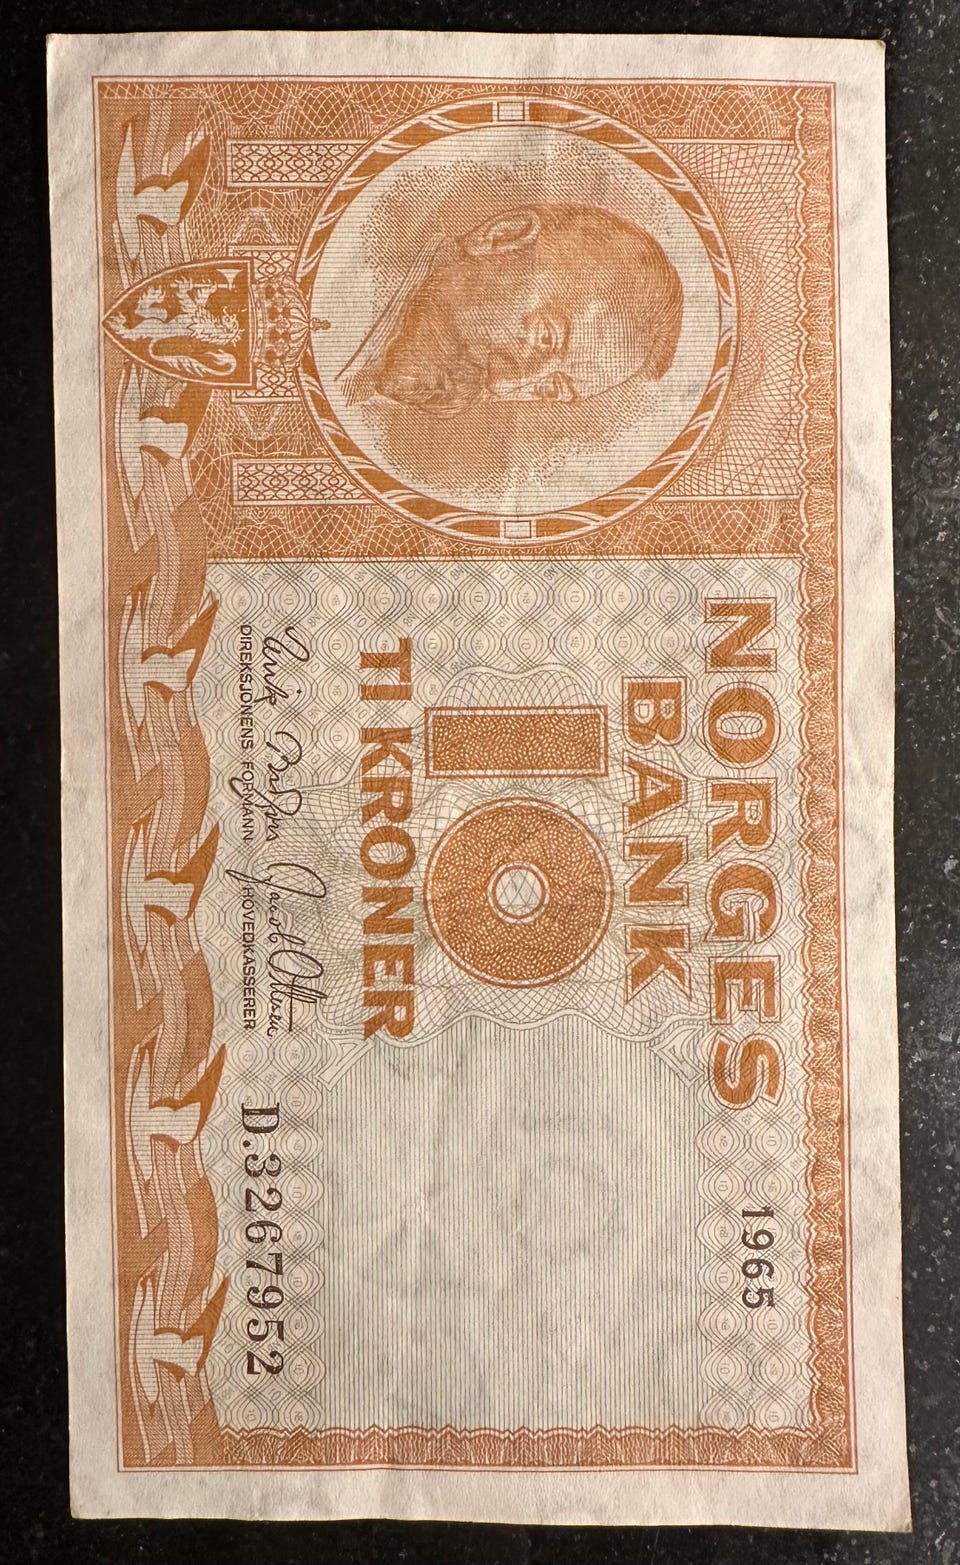 NORGES
BANK
1965
10
TI KRONER
DIREKSJONENS FORMANN
HOVEDKASSERER
D.3267952